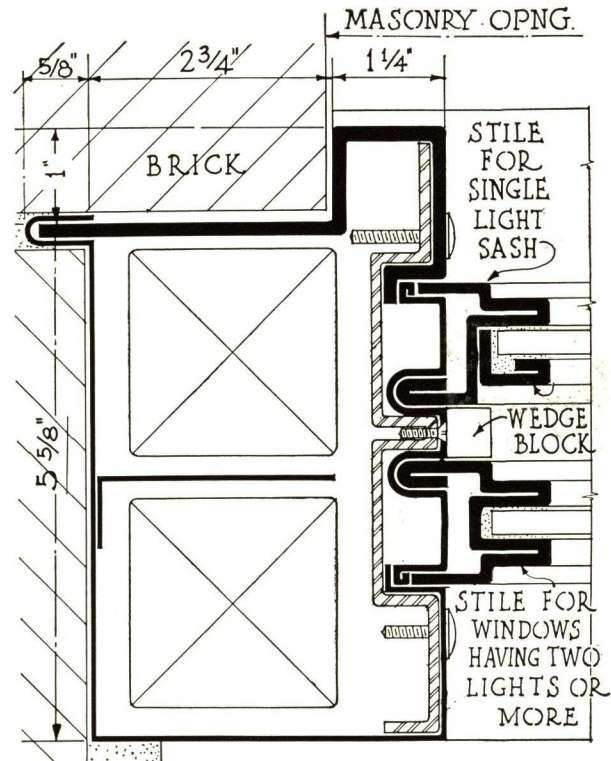 MASONRY OPNG.
5/8"
2 3/4"
1 1/4"
1"
BRICK
STILE
FOR
SINGLE
LIGHT
SASH
5 5/8"
WEDGE
BLOCK
STILE FOR
WINDOWS
HAVING TWO
LIGHTS OR
MORE